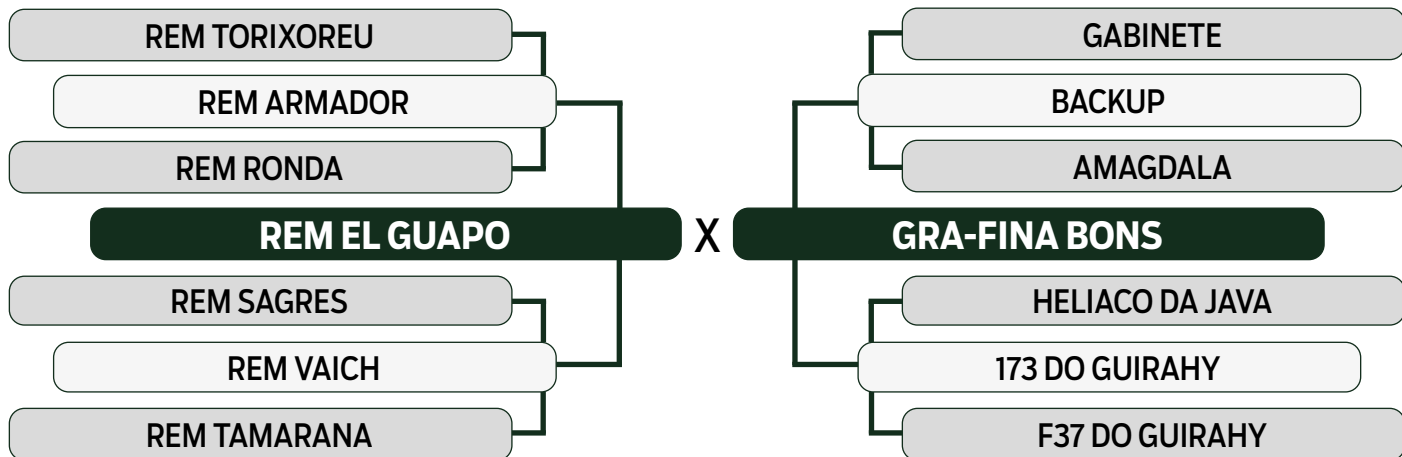 REM TORIXOREU
REM ARMADOR
REM RONDA
REM EL GUAPO
REM SAGRES
REM VAICH
REM TAMARANA
X
GABINETE
BACKUP
AMAGDALA
GRA-FINA BONS
HELIACO DA JAVA
173 DO GUIRAHY
F37 DO GUIRAHY